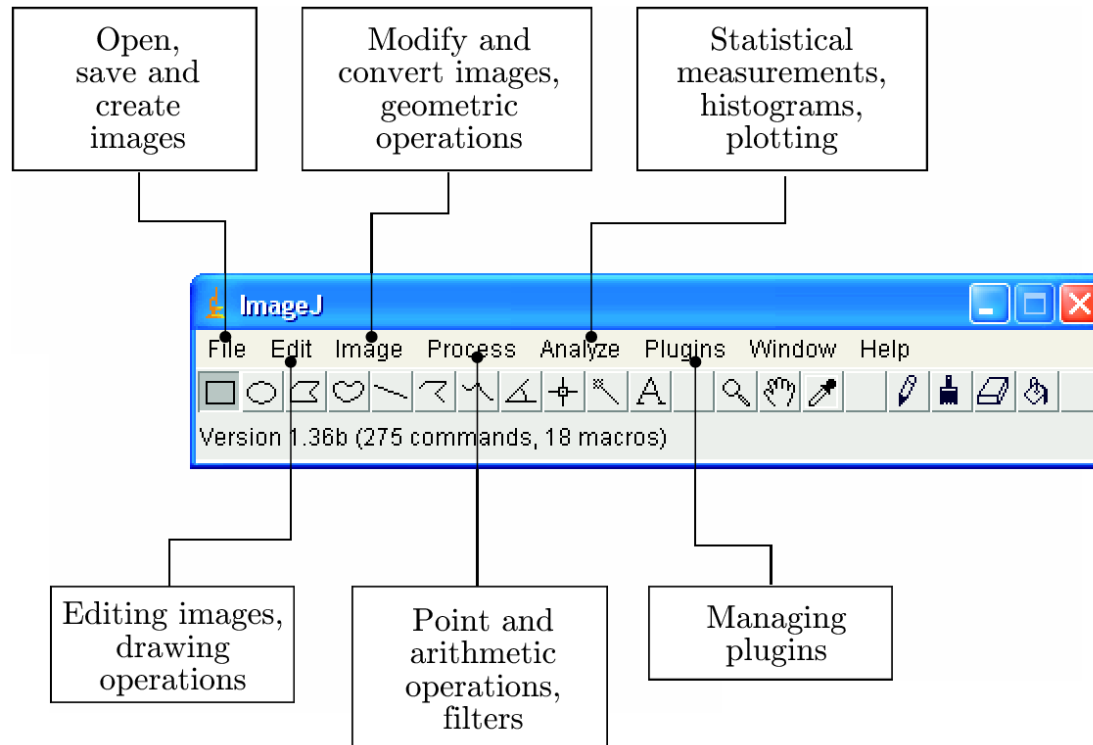 Open,
save and
create
images
Modify and
convert images,
geometric
operations
Statistical
measurements,
histograms,
plotting
ImageJ
File Edit Image Process Analyze Plugins Window Help
A
Version 1.36b (275 commands, 18 macros)
Editing images,
drawing
operations
Point and
arithmetic
operations,
filters
Managing
plugins